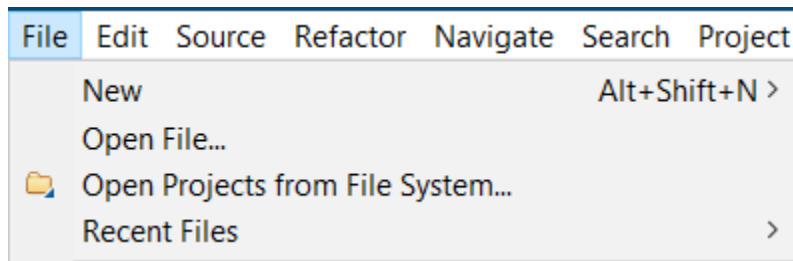 File Edit Source Refactor Navigate Search Project
New Alt+Shift+N >
Open File...
Open Projects from File System...
Recent Files >